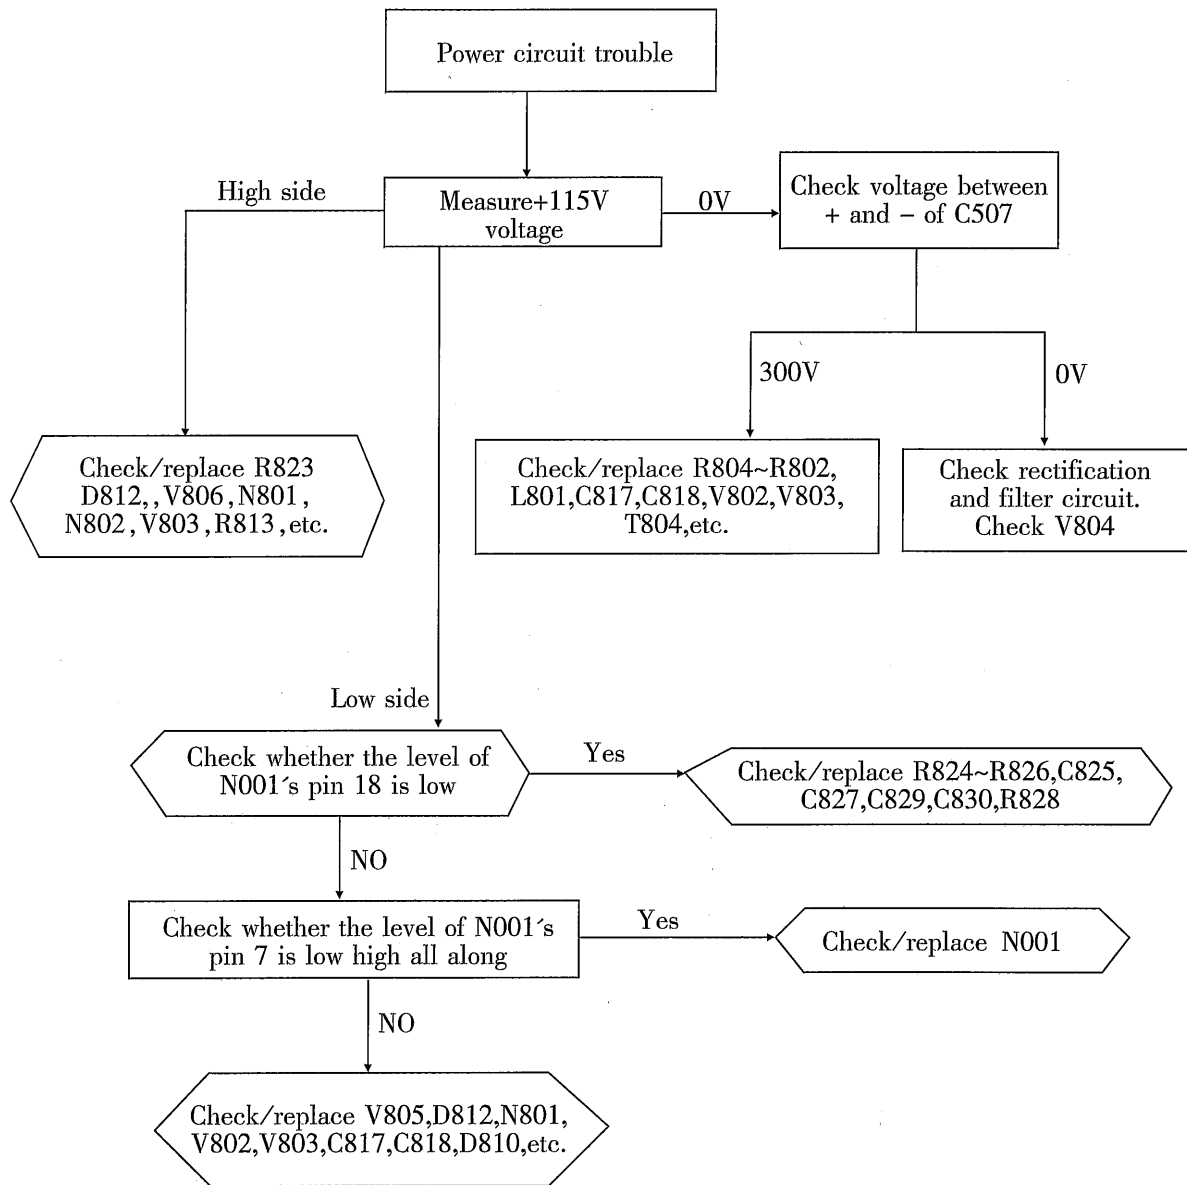 Power circuit trouble
High side
Measure+115V
voltage
0V
Check voltage between
+ and - of C507
300V
0V
Check/replace R823
D812,,V806,N801,
N802,V803,R813,etc.
Check/replace R804~R802,
L801,C817,C818,V802,V803,
T804,etc.
Check rectification
and filter circuit.
Check V804
Low side
Check whether the level of
N001´s pin 18 is low
Yes
Check/replace R824~R826,C825,
C827,C829,C830,R828
NO
Check whether the level of N001´s
pin 7 is low high all along
Yes
Check/replace N001
NO
Check/replace V805,D812,N801,
V802,V803,C817,C818,D810,etc.